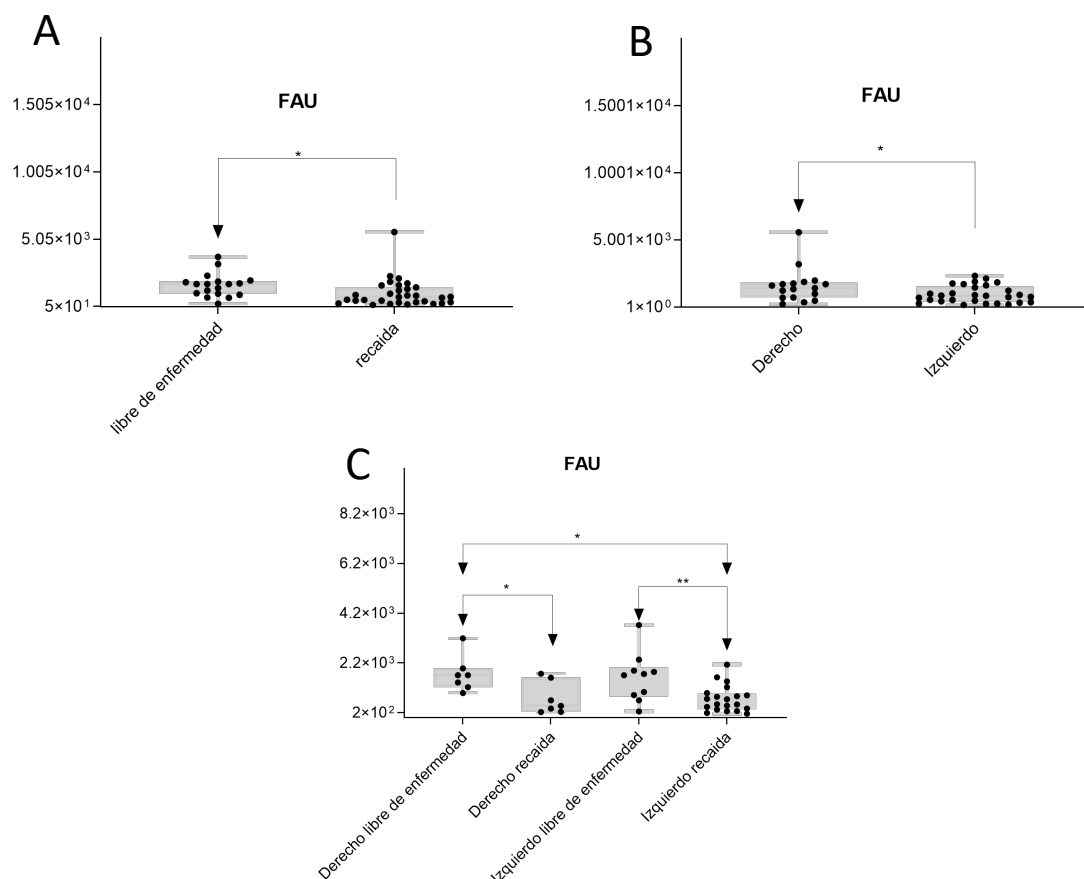 A
FAU
1.505×10⁴
1.005×10⁴
5.05×10³
5×10¹
*
libre de enfermedad
recaida
B
FAU
1.5001×10⁴
1.0001×10⁴
5.001×10³
1×10⁰
*
Derecho
Izquierdo
C
FAU
8.2×10³
6.2×10³
4.2×10³
2.2×10³
2×10²
*
*
**
Derecho libre de enfermedad
Derecho recaida
Izquierdo libre de enfermedad
Izquierdo recaida